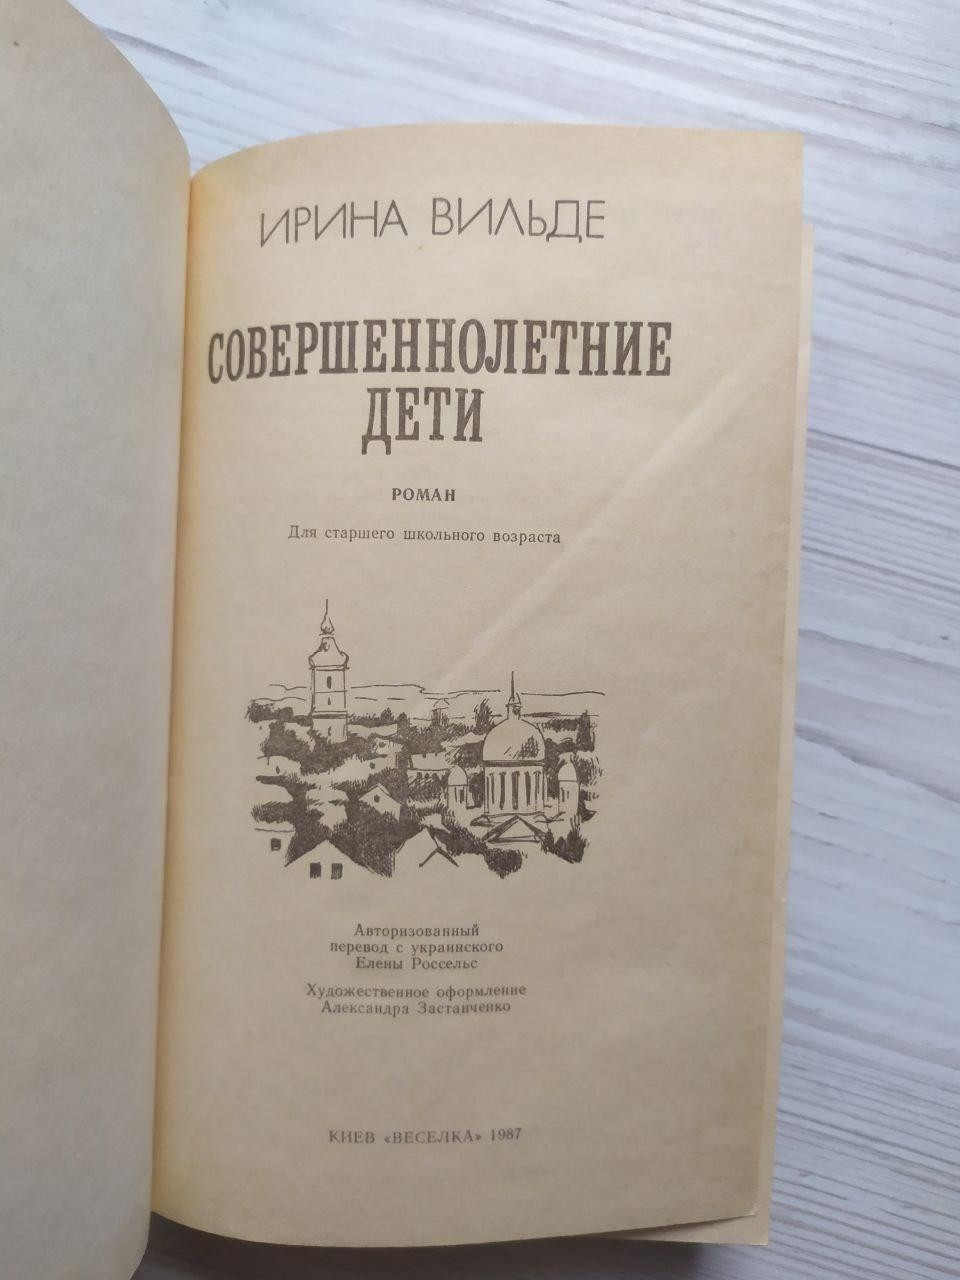 ИРИНА ВИЛЬДЕ
СОВЕРШЕННОЛЕТНИЕ
ДЕТИ
РОМАН
Для старшего школьного возраста
Авторизованный
перевод с украинского
Елены Россельс
Художественное оформление
Александра Застанченко
КИЕВ «ВЕСЕЛКА» 1987